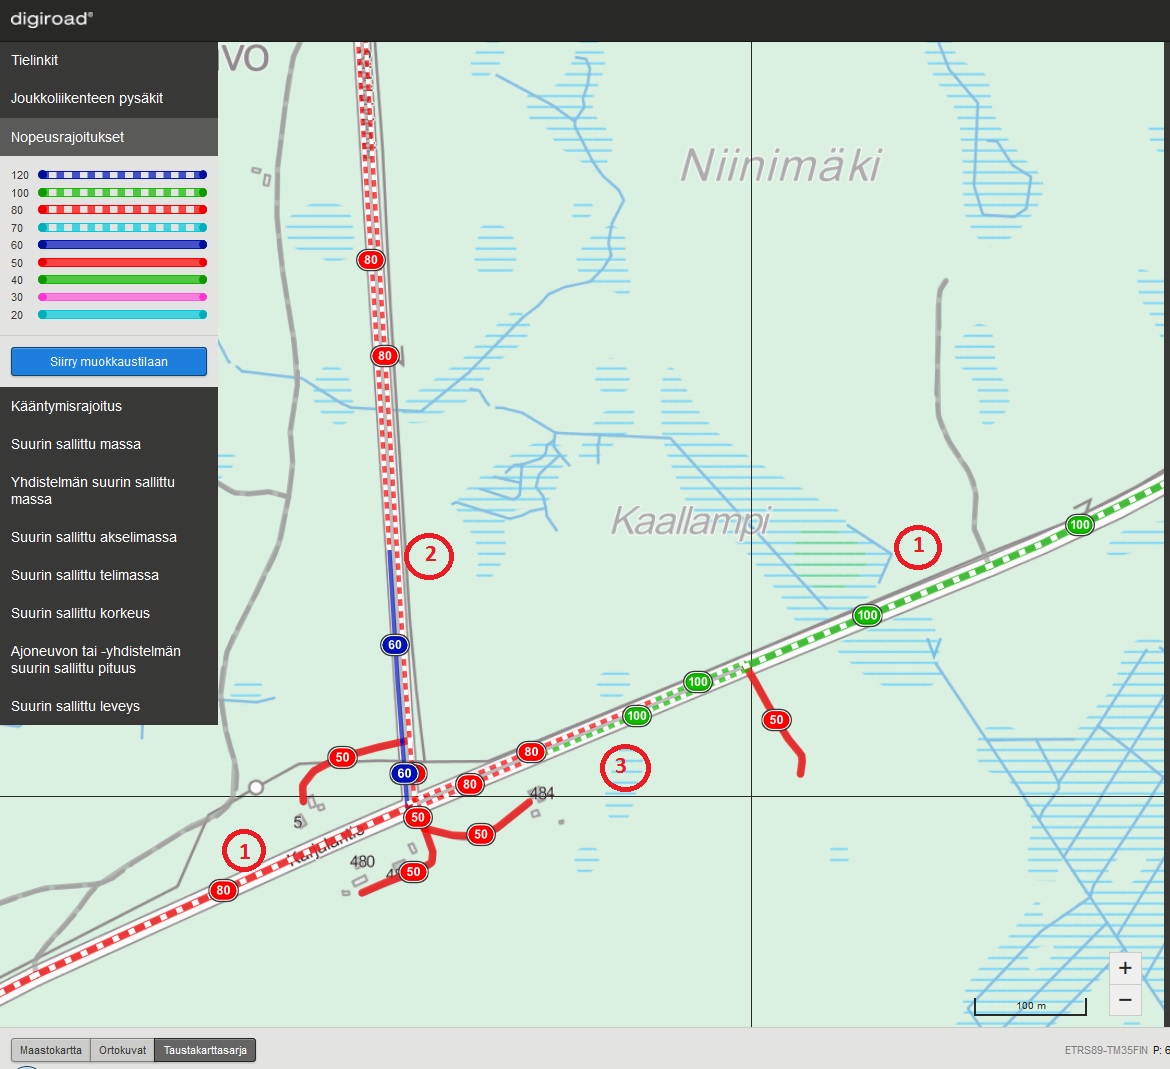 digiroad®
Tielinkit
Joukkoliikenteen pysäkit
Nopeusrajoitukset
120
100
80
70
60
50
40
30
20
Siirry muokkaustilaan
Kääntymisrajoitus
Suurin sallittu massa
Yhdistelmän suurin sallittu
massa
Suurin sallittu akselimassa
Suurin sallittu telimassa
Suurin sallittu korkeus
Ajoneuvon tai -yhdistelmän
suurin sallittu pituus
Suurin sallittu leveys
VO
Niinimäki
80
80
Kaallampi
100
1
2
100
60
100
100
50
80
50
3
60
80
484
50
5
50
1
480
50
80
+
−
100 m
Maastokartta
Ortokuvat
Taustakarttasarja
ETRS89-TM35FIN
P: 6